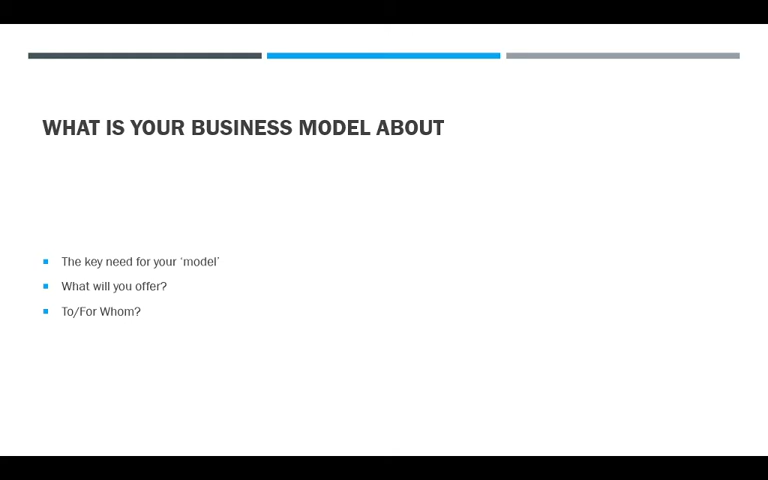 WHAT IS YOUR BUSINESS MODEL ABOUT
The key need for your ‘model’
What will you offer?
To/For Whom?